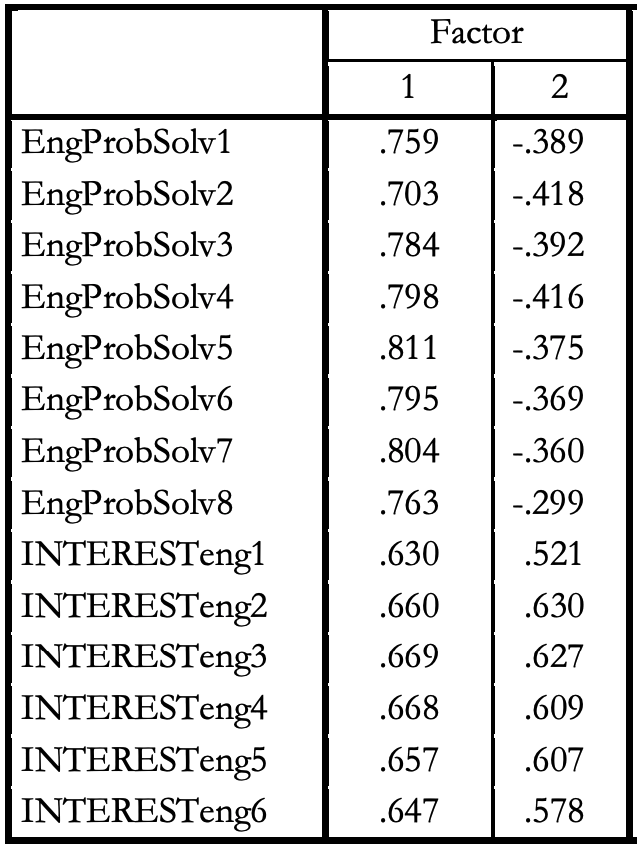 Factor
1 2
EngProbSolv1 .759 -.389
EngProbSolv2 .703 -.418
EngProbSolv3 .784 -.392
EngProbSolv4 .798 -.416
EngProbSolv5 .811 -.375
EngProbSolv6 .795 -.369
EngProbSolv7 .804 -.360
EngProbSolv8 .763 -.299
INTERESTeng1 .630 .521
INTERESTeng2 .660 .630
INTERESTeng3 .669 .627
INTERESTeng4 .668 .609
INTERESTeng5 .657 .607
INTERESTeng6 .647 .578